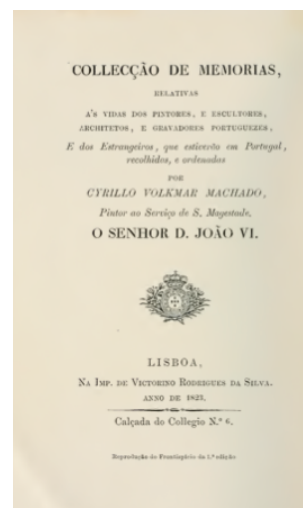 COLLECÇÃO DE MEMORIAS,
RELATIVAS
A'S VIDAS DOS PINTORES, E ESCULTORES,
ARCHITETOS, E GRAVADORES PORTUGUEZES,
E dos Estrangeiros, que estiverão em Portugal,
recolhidas, e ordenadas
POR
CYRILLO VOLKMAR MACHADO,
Pintor ao Serviço de S. Magestade.
O SENHOR D. JOÃO VI.
LISBOA,
NA IMP. DE VICTORINO RODRIGUES DA SILVA.
ANNO DE 1823.
Calçada do Collegio N.º 6.
Reprodução do Frontispicio da 1.ª edição